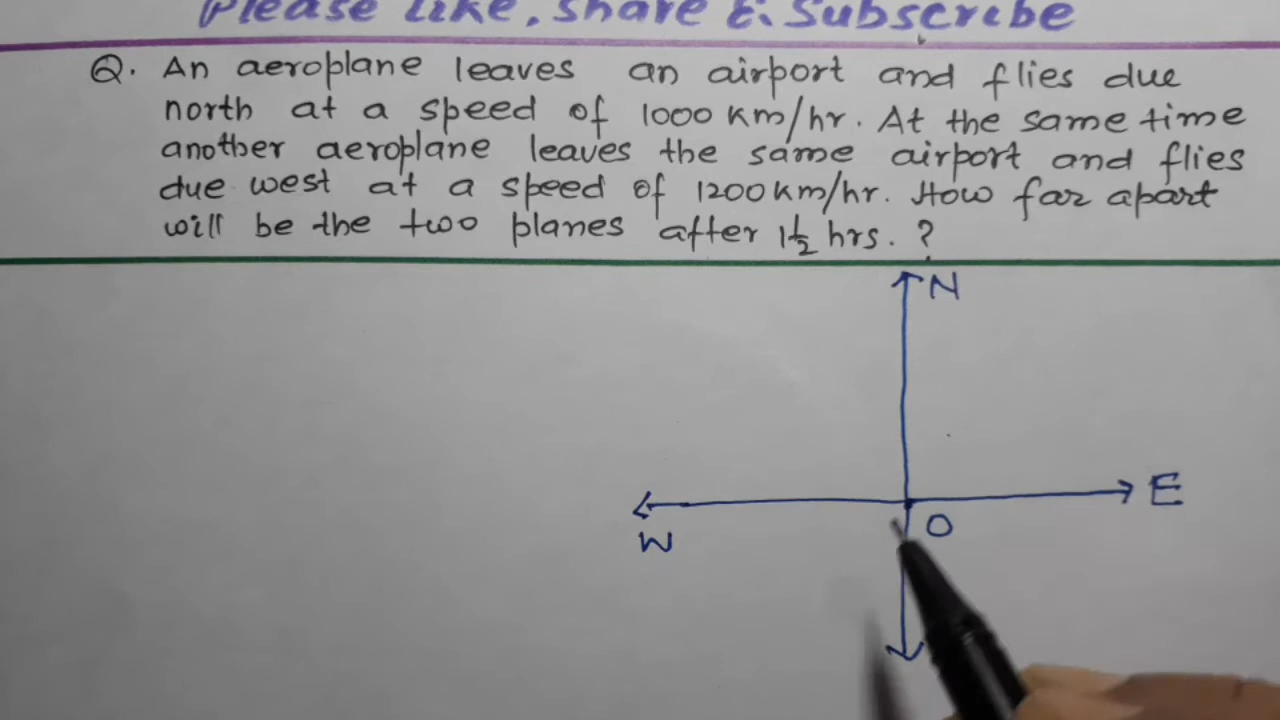 Please Like, Share & Subscribe
Q. An aeroplane leaves an airport and flies due
north at a speed of 1000 km/hr. At the same time
another aeroplane leaves the same airport and flies
due west at a speed of 1200 km/hr. How far apart
will be the two planes after 1½ hrs. ?
N
E
O
W